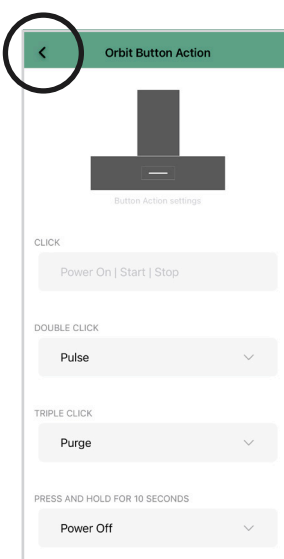 Orbit Button Action
Button Action settings
CLICK
Power On | Start | Stop
DOUBLE CLICK
Pulse
TRIPLE CLICK
Purge
PRESS AND HOLD FOR 10 SECONDS
Power Off